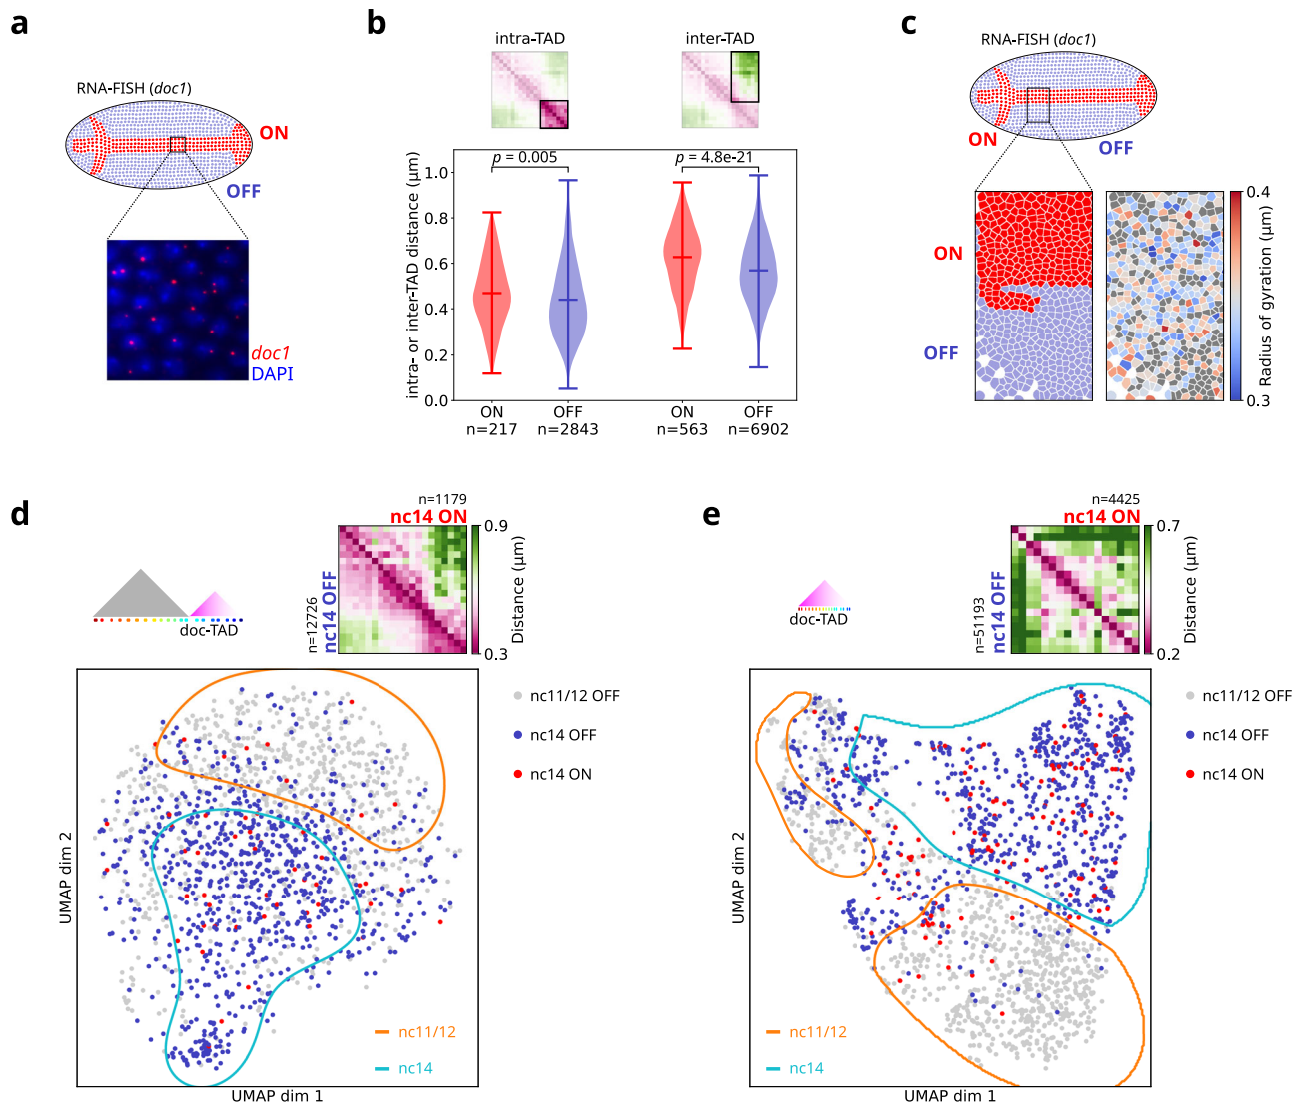 a
RNA-FISH (doc1)
ON
OFF
doc1
DAPI
b
intra-TAD
inter-TAD
intra- or inter-TAD distance (µm)
1.0
0.8
0.6
0.4
0.2
0.0
p = 0.005
p = 4.8e-21
ON
n=217
OFF
n=2843
ON
n=563
OFF
n=6902
c
RNA-FISH (doc1)
ON
OFF
ON
OFF
0.4
Radius of gyration (µm)
0.3
d
doc-TAD
n=1179
nc14 ON
n=12726
nc14 OFF
0.9
Distance (µm)
0.3
nc11/12 OFF
nc14 OFF
nc14 ON
nc11/12
nc14
UMAP dim 2
UMAP dim 1
e
doc-TAD
n=4425
nc14 ON
n=51193
nc14 OFF
0.7
Distance (µm)
0.2
nc11/12 OFF
nc14 OFF
nc14 ON
nc11/12
nc14
UMAP dim 2
UMAP dim 1